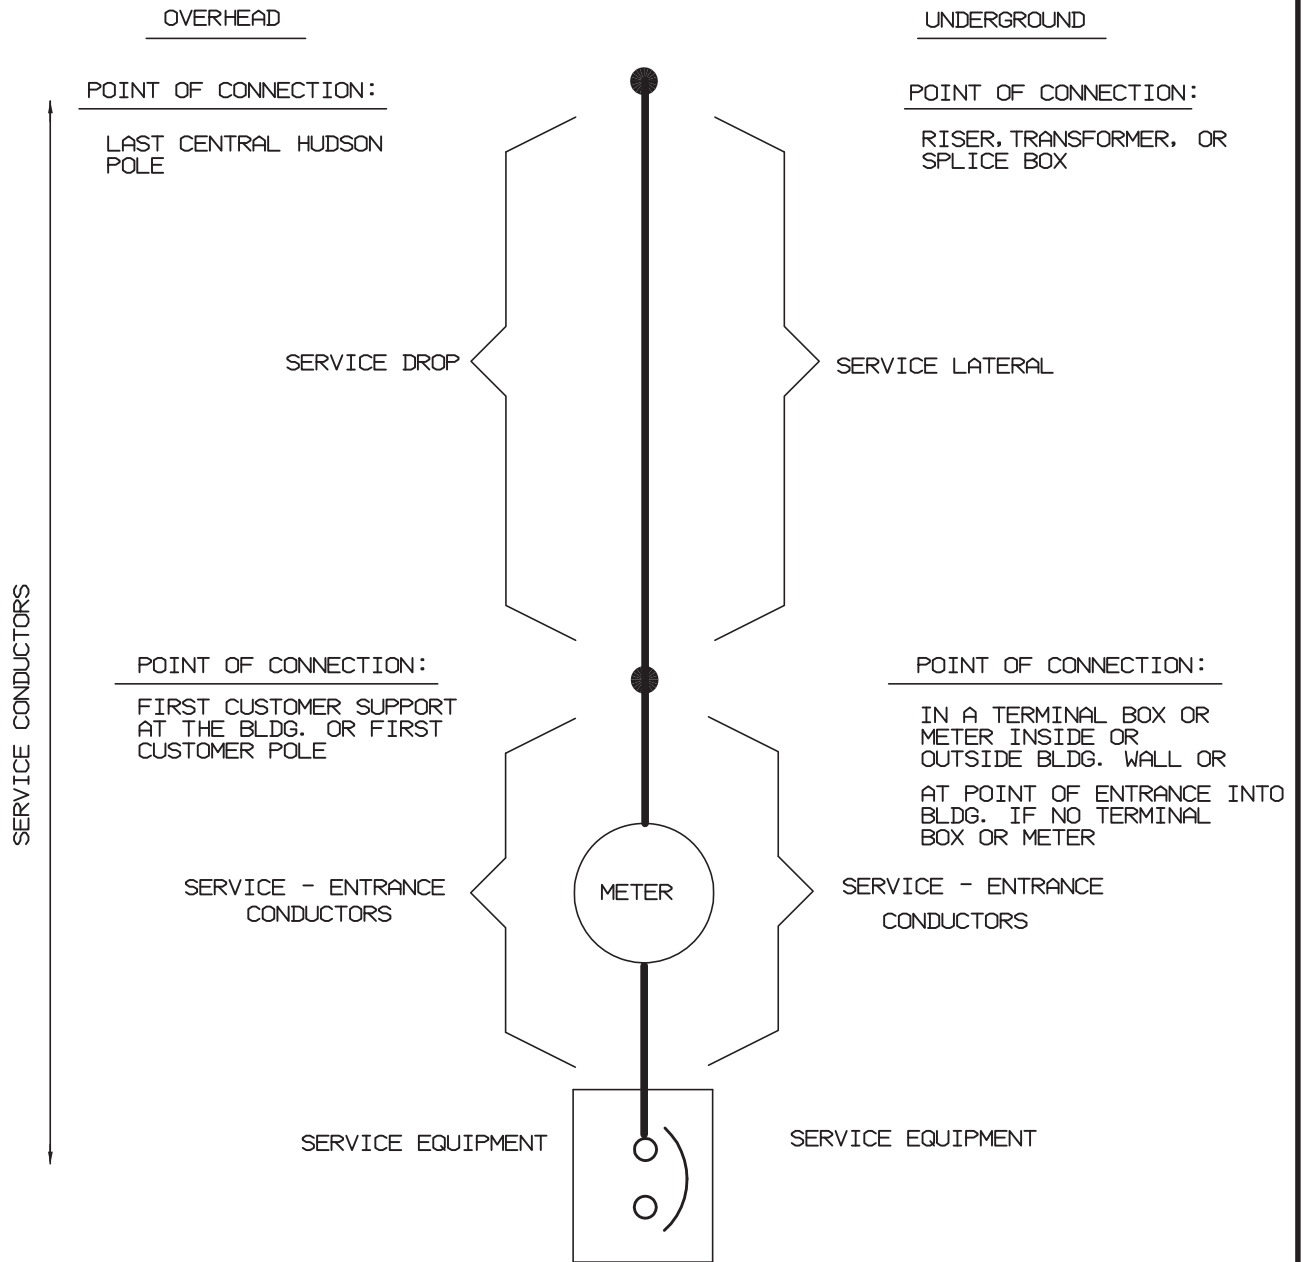 OVERHEAD
UNDERGROUND
POINT OF CONNECTION:
LAST CENTRAL HUDSON
POLE
POINT OF CONNECTION:
RISER, TRANSFORMER, OR
SPLICE BOX
SERVICE DROP
SERVICE LATERAL
SERVICE CONDUCTORS
POINT OF CONNECTION:
FIRST CUSTOMER SUPPORT
AT THE BLDG. OR FIRST
CUSTOMER POLE
POINT OF CONNECTION:
IN A TERMINAL BOX OR
METER INSIDE OR
OUTSIDE BLDG. WALL OR
AT POINT OF ENTRANCE INTO
BLDG. IF NO TERMINAL
BOX OR METER
SERVICE - ENTRANCE
CONDUCTORS
METER
SERVICE - ENTRANCE
CONDUCTORS
SERVICE EQUIPMENT
SERVICE EQUIPMENT